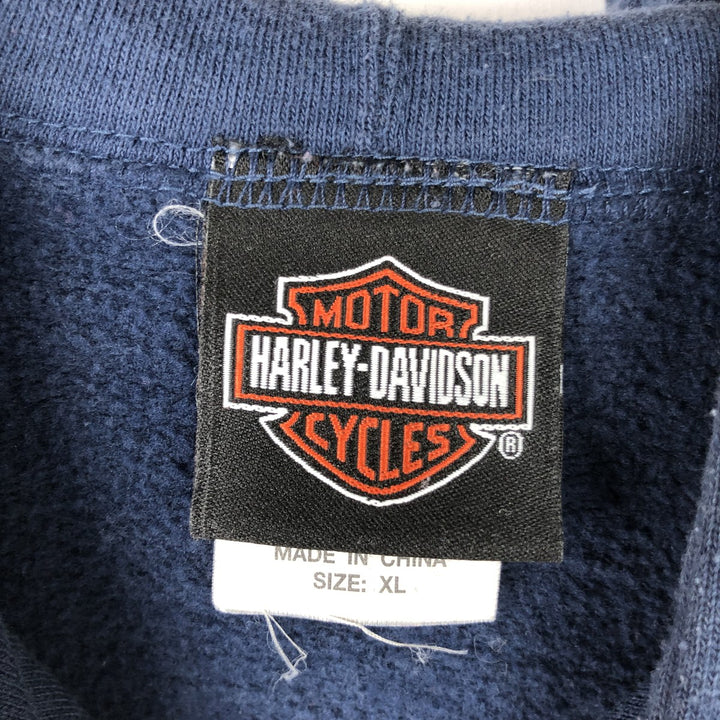 MOTOR
HARLEY-DAVIDSON
CYCLES
®
MADE IN CHINA
SIZE: XL